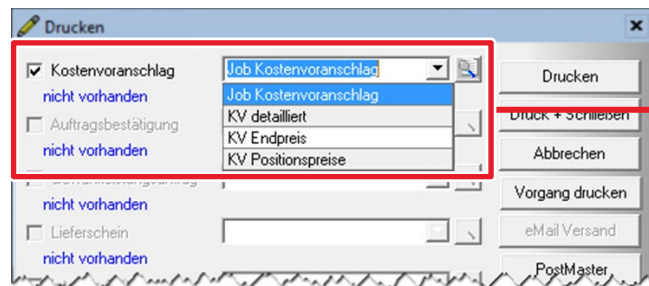 Drucken
Kostenvoranschlag Job Kostenvoranschlag Drucken
nicht vorhanden Job Kostenvoranschlag
Auftragsbestätigung KV detailliert Druck + Schließen
KV Endpreis
nicht vorhanden KV Positionspreise Abbrechen
Vorgang drucken
nicht vorhanden
Lieferschein eMail Versand
nicht vorhanden PostMaster